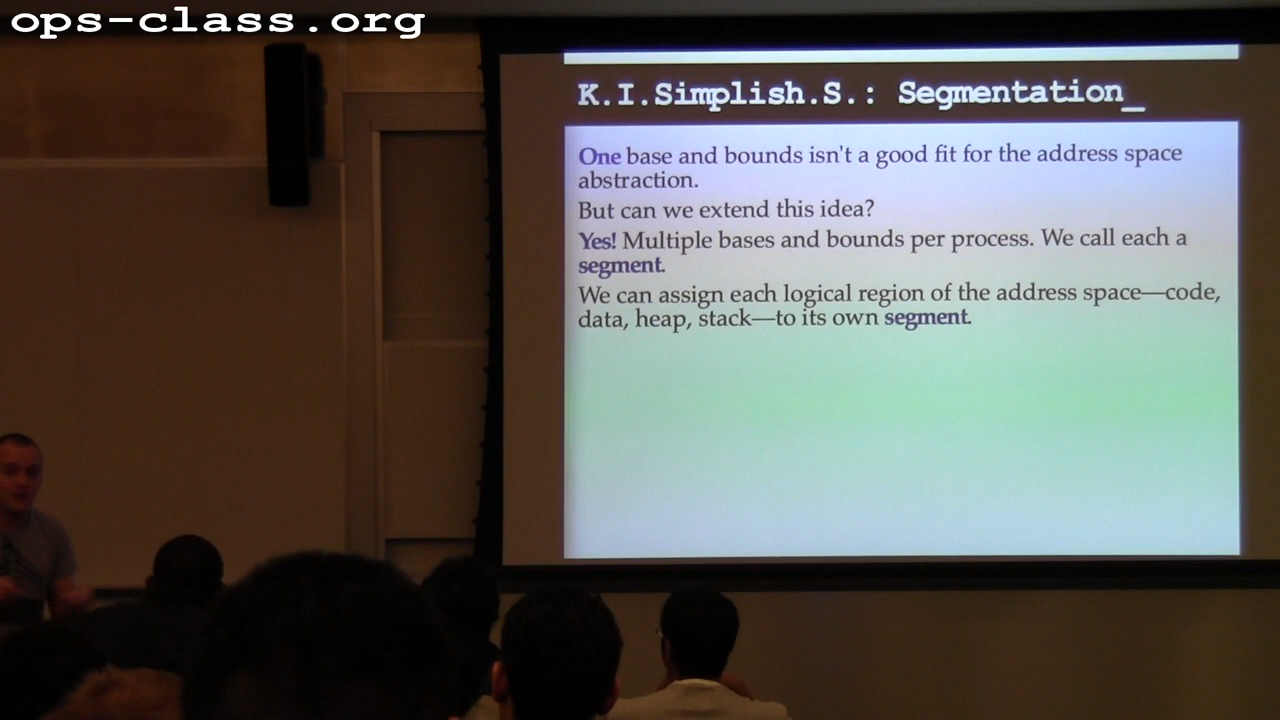 ops-class.org
K.I.Simplish.S.: Segmentation_
One base and bounds isn't a good fit for the address space
abstraction.
But can we extend this idea?
Yes! Multiple bases and bounds per process. We call each a
segment.
We can assign each logical region of the address space—code,
data, heap, stack—to its own segment.